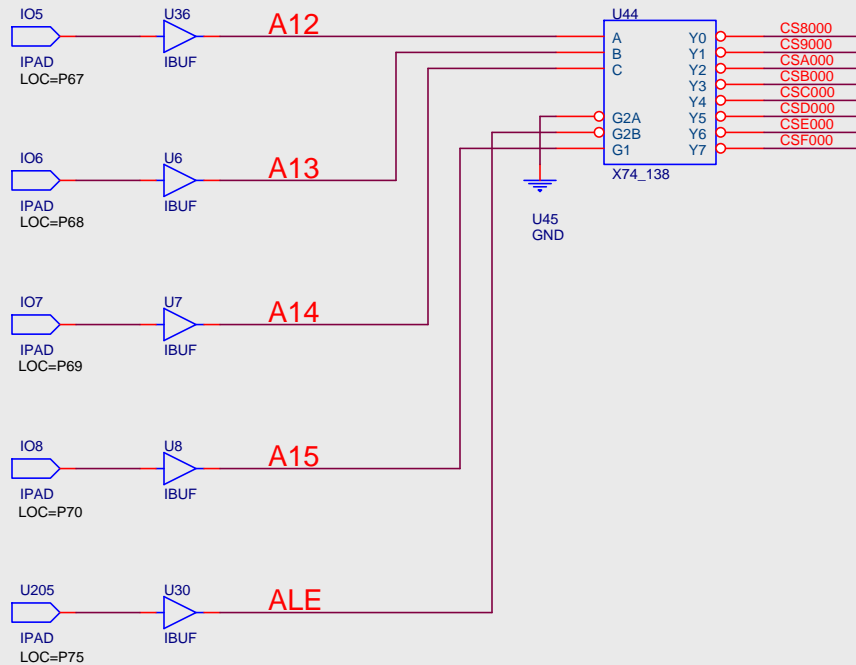 IO5
U36
A12
IPAD
LOC=P67
IBUF
IO6
U6
A13
IPAD
LOC=P68
IBUF
IO7
U7
A14
IPAD
LOC=P69
IBUF
IO8
U8
A15
IPAD
LOC=P70
IBUF
U205
U30
ALE
IPAD
LOC=P75
IBUF
U44
A
B
C
G2A
G2B
G1
Y0
Y1
Y2
Y3
Y4
Y5
Y6
Y7
X74_138
U45
GND
CS8000
CS9000
CSA000
CSB000
CSC000
CSD000
CSE000
CSF000